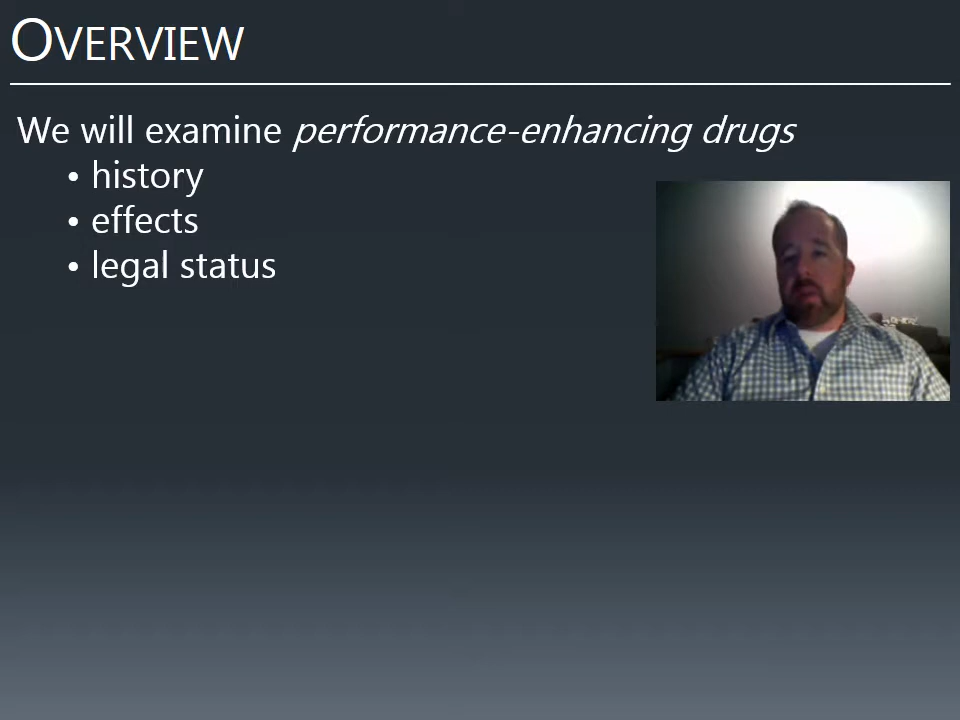 Overview
We will examine performance-enhancing drugs
• history
• effects
• legal status